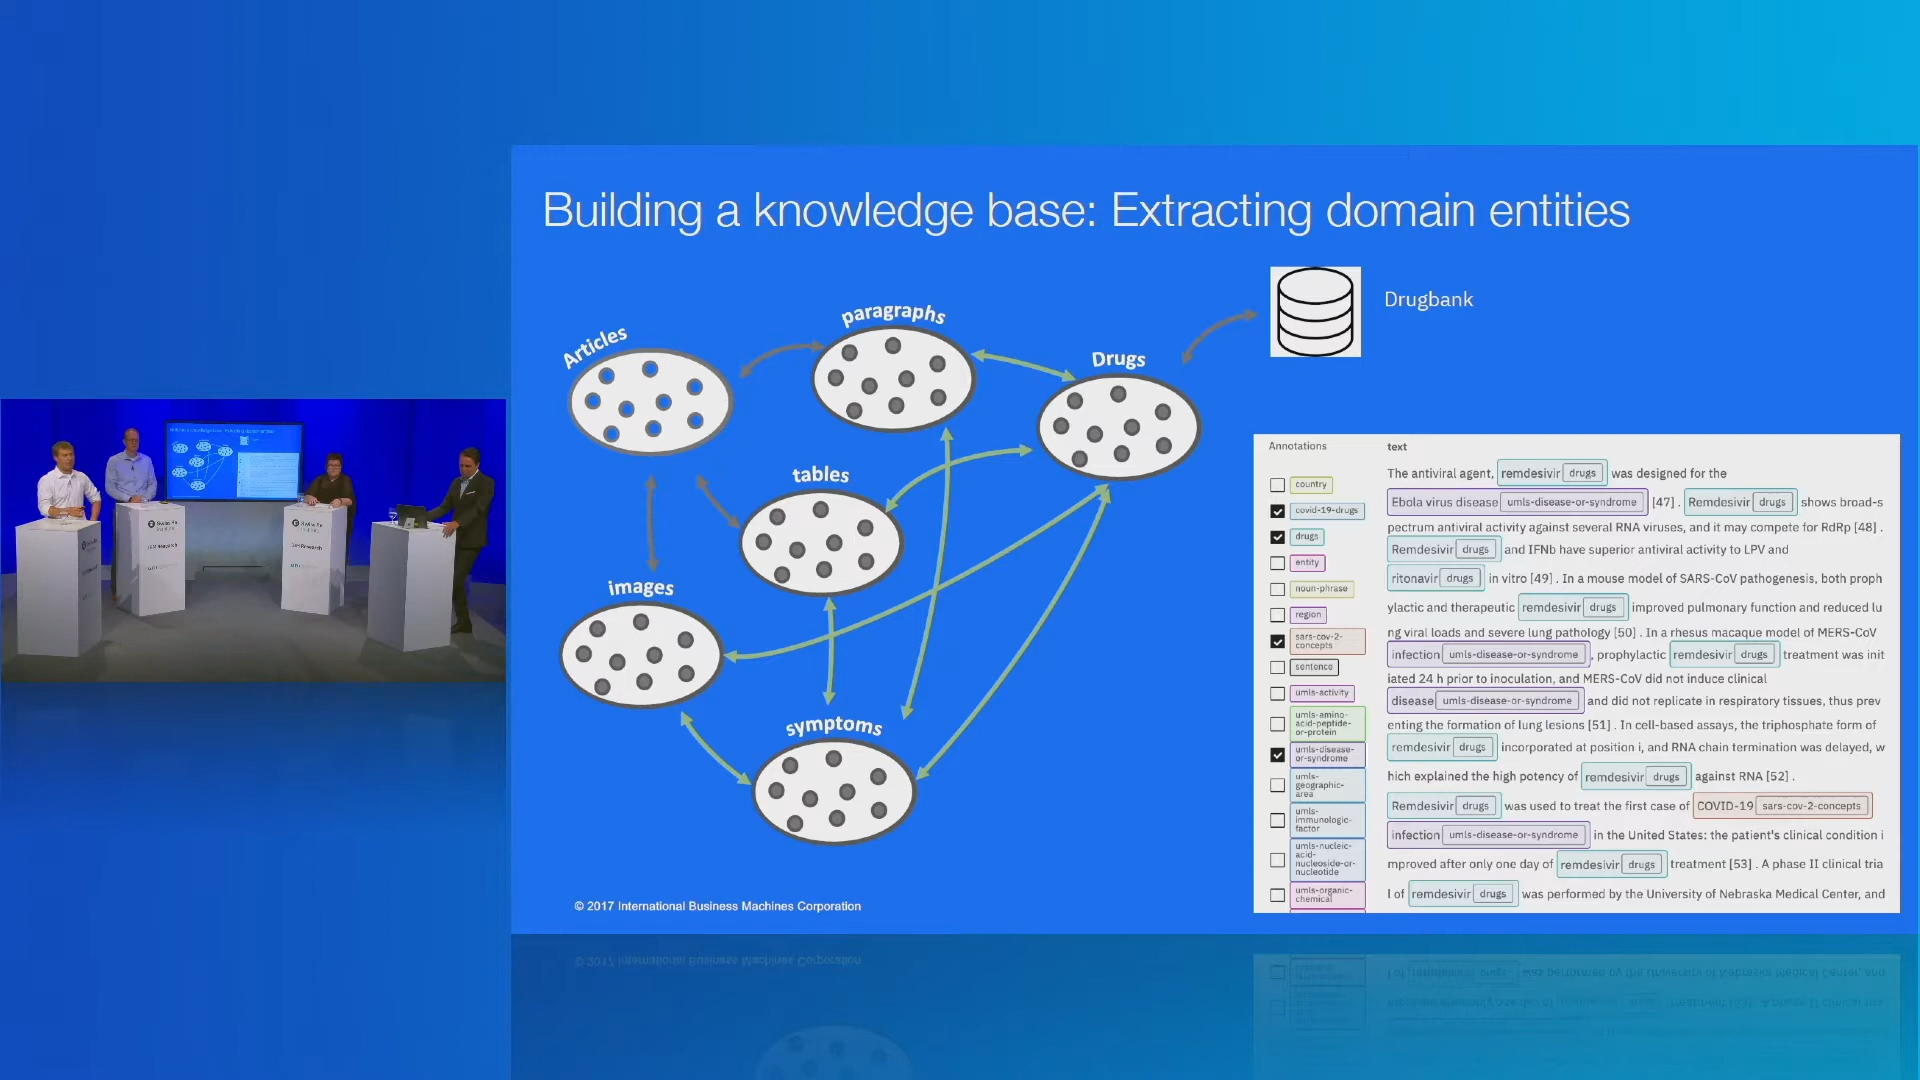 Building a knowledge base: Extracting domain entities
Drugbank
paragraphs
Articles
Drugs
tables
images
symptoms
Annotations
country
covid-19-drugs
drugs
entity
noun-phrase
region
sars-cov-2-
concepts
sentence
umls-activity
umls-amino-
acid-peptide-
or-protein
umls-disease-
or-syndrome
umls-
geographic-
area
umls-
immunologic-
factor
umls-nucleic-
acid-
nucleoside-or-
nucleotide
umls-organic-
chemical
text
The antiviral agent, remdesivir drugs was designed for the
Ebola virus disease umls-disease-or-syndrome [47] . Remdesivir drugs shows broad-s
pectrum antiviral activity against several RNA viruses, and it may compete for RdRp [48] .
Remdesivir drugs and IFNb have superior antiviral activity to LPV and
ritonavir drugs in vitro [49] . In a mouse model of SARS-CoV pathogenesis, both proph
ylactic and therapeutic remdesivir drugs improved pulmonary function and reduced lu
ng viral loads and severe lung pathology [50] . In a rhesus macaque model of MERS-CoV
infection umls-disease-or-syndrome , prophylactic remdesivir drugs treatment was init
iated 24 h prior to inoculation, and MERS-CoV did not induce clinical
disease umls-disease-or-syndrome and did not replicate in respiratory tissues, thus prev
enting the formation of lung lesions [51] . In cell-based assays, the triphosphate form of
remdesivir drugs incorporated at position i, and RNA chain termination was delayed, w
hich explained the high potency of remdesivir drugs against RNA [52] .
Remdesivir drugs was used to treat the first case of COVID-19 sars-cov-2-concepts
infection umls-disease-or-syndrome in the United States: the patient's clinical condition i
mproved after only one day of remdesivir drugs treatment [53] . A phase II clinical tria
l of remdesivir drugs was performed by the University of Nebraska Medical Center, and
© 2017 International Business Machines Corporation